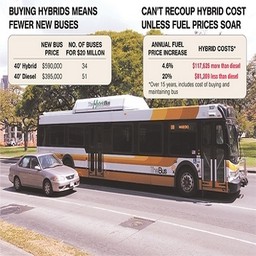 BUYING HYBRIDS MEANS
FEWER NEW BUSES
NEW BUS PRICE NO. OF BUSES FOR $20 MILLON
40' Hybrid $590,000 34
40' Diesel $395,000 51
CAN'T RECOUP HYBRID COST
UNLESS FUEL PRICES SOAR
ANNUAL FUEL PRICE INCREASE HYBRID COSTS*
4.6% $117,635 more than diesel
20% $81,389 less than diesel
*Over 15 years, includes cost of buying and
maintaining bus
TheBus